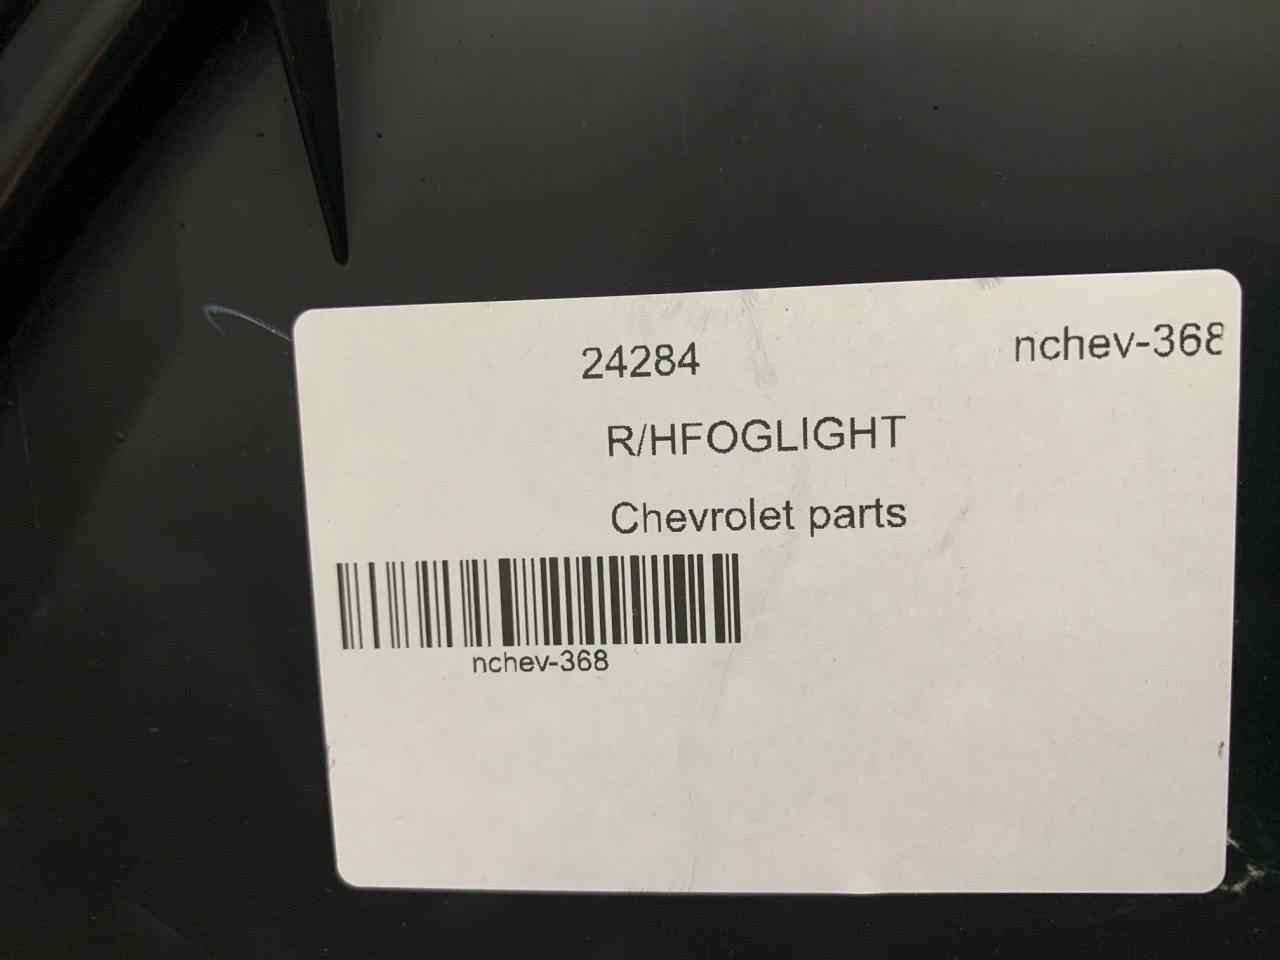 24284 nchev-368
R/HFOGLIGHT
Chevrolet parts
nchev-368